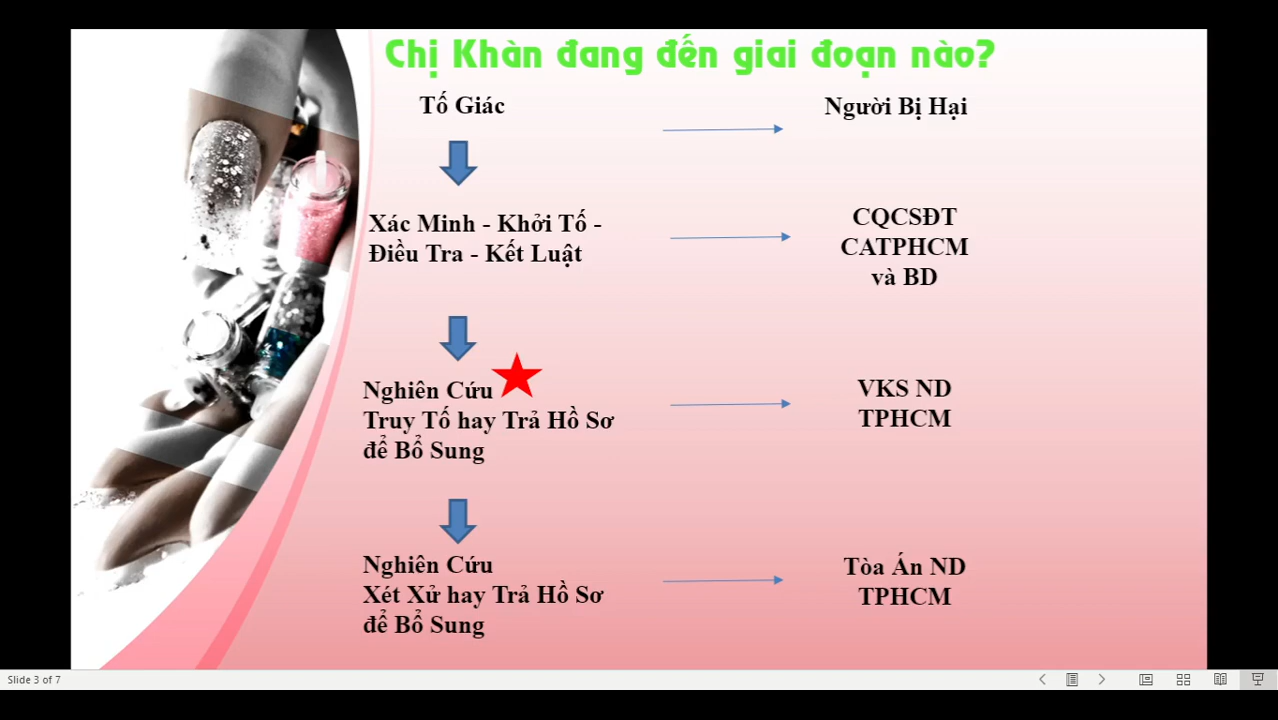 Chị Khàn đang đến giai đoạn nào?
Tố Giác
Người Bị Hại
Xác Minh - Khởi Tố -
Điều Tra - Kết Luật
CQCSĐT
CATPHCM
và BD
Nghiên Cứu
Truy Tố hay Trả Hồ Sơ
để Bổ Sung
VKS ND
TPHCM
Nghiên Cứu
Xét Xử hay Trả Hồ Sơ
để Bổ Sung
Tòa Án ND
TPHCM
Slide 3 of 7